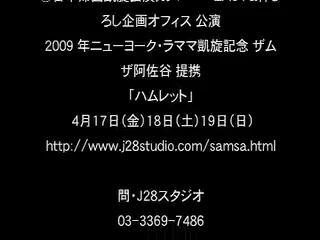 ろし企画オフィス 公演
2009 年ニューヨーク・ラママ凱旋記念 ザム
ザ阿佐谷 提携
「ハムレット」
4月17日(金)18日(土)19日(日)
http://www.j28studio.com/samsa.html
問・J28スタジオ
03-3369-7486